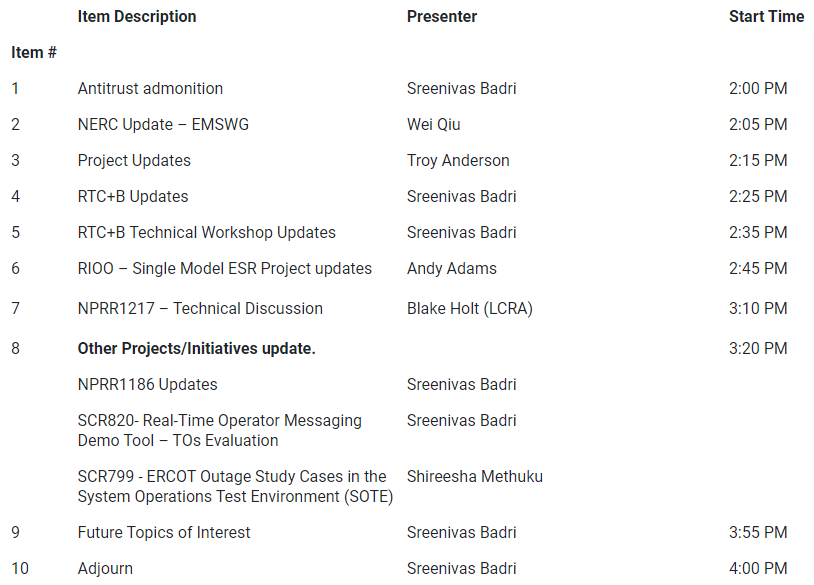 Item Description Presenter Start Time
Item #
1 Antitrust admonition Sreenivas Badri 2:00 PM
2 NERC Update – EMSWG Wei Qiu 2:05 PM
3 Project Updates Troy Anderson 2:15 PM
4 RTC+B Updates Sreenivas Badri 2:25 PM
5 RTC+B Technical Workshop Updates Sreenivas Badri 2:35 PM
6 RIOO – Single Model ESR Project updates Andy Adams 2:45 PM
7 NPRR1217 – Technical Discussion Blake Holt (LCRA) 3:10 PM
8 Other Projects/Initiatives update. 3:20 PM
NPRR1186 Updates Sreenivas Badri
SCR820- Real-Time Operator Messaging Sreenivas Badri
Demo Tool – TOs Evaluation
SCR799 - ERCOT Outage Study Cases in the Shireesha Methuku
System Operations Test Environment (SOTE)
9 Future Topics of Interest Sreenivas Badri 3:55 PM
10 Adjourn Sreenivas Badri 4:00 PM